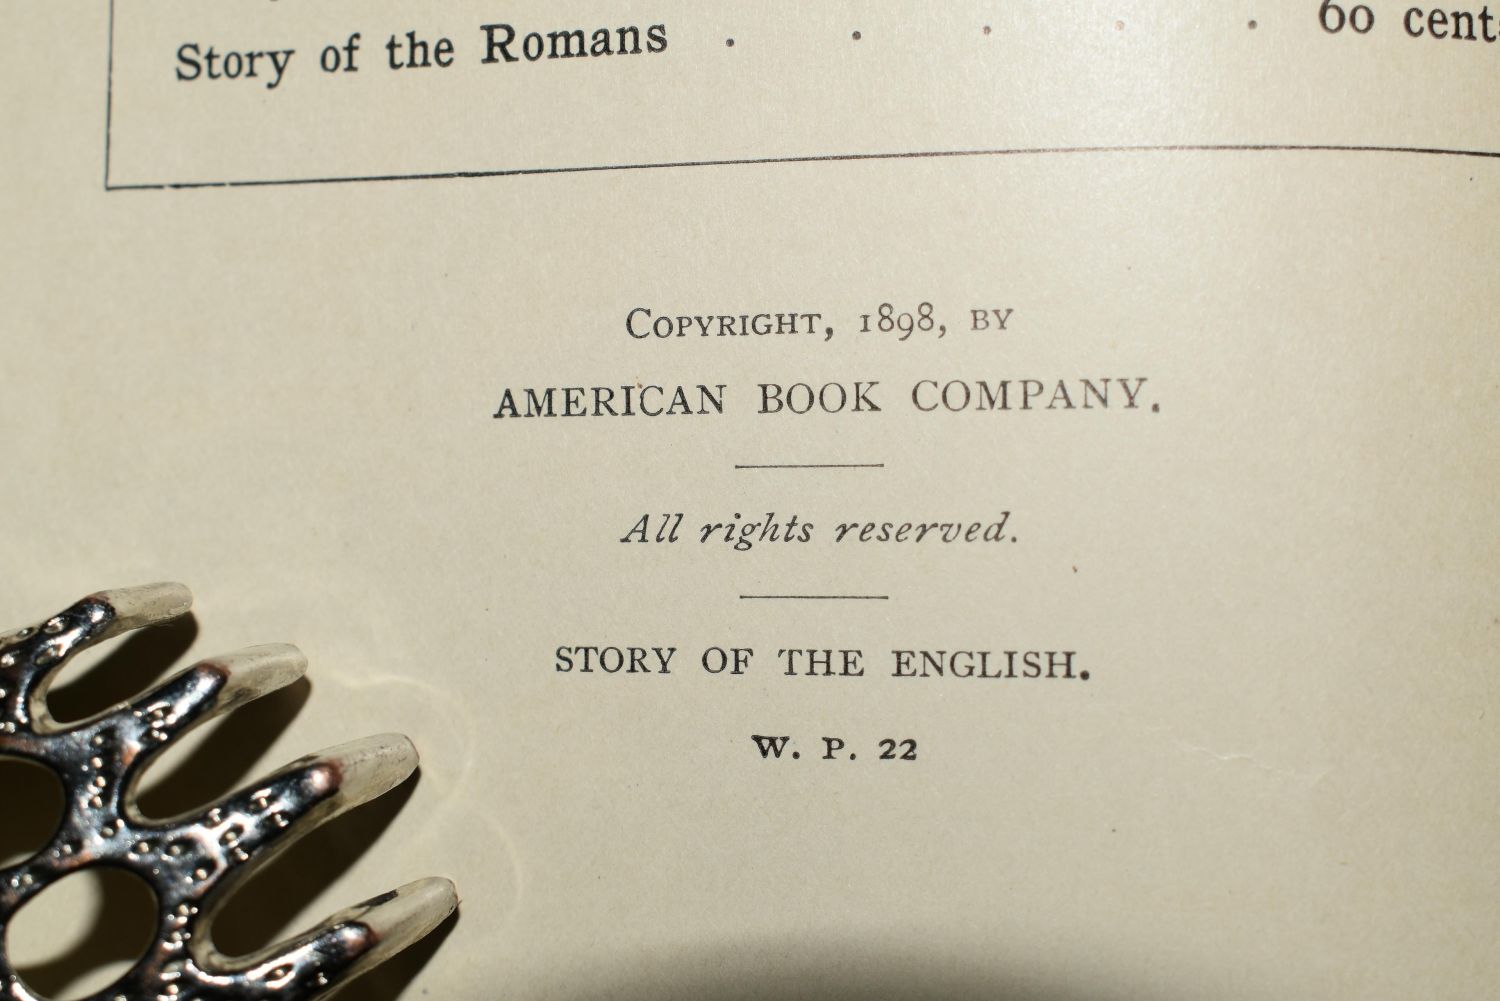 Story of the Romans . . . . . 60 cents
COPYRIGHT, 1898, BY
AMERICAN BOOK COMPANY.
All rights reserved.
STORY OF THE ENGLISH.
W. P. 22